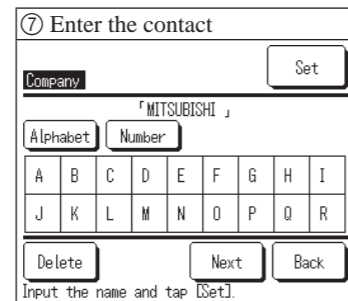 ⑦ Enter the contact
Set
Company
「MITSUBISHI 」
Alphabet Number
A B C D E F G H I
J K L M N O P Q R
Delete Next Back
Input the name and tap [Set].